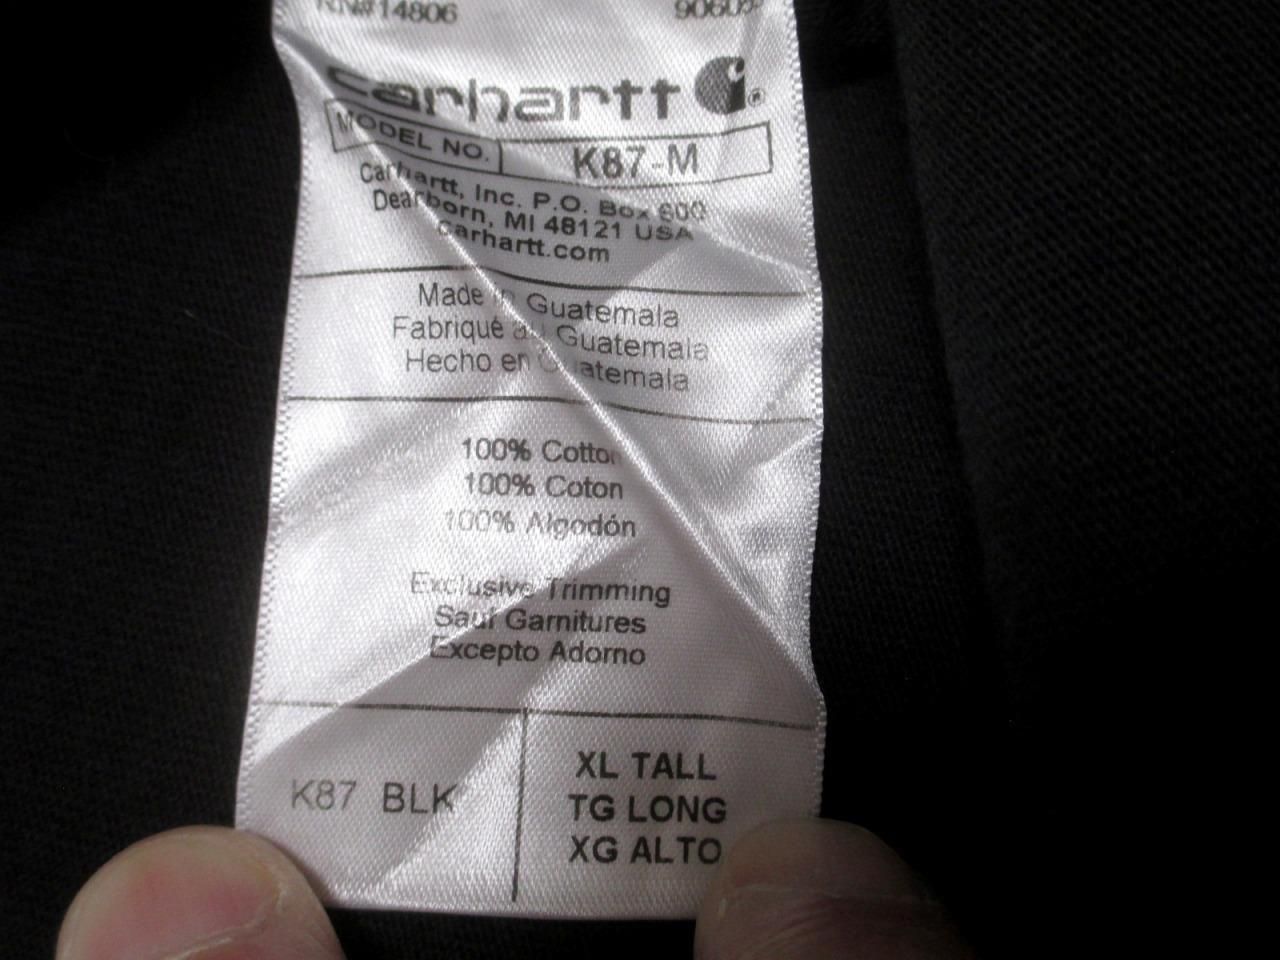 RN#14806
carhartt
MODEL NO. K87-M
Carhartt, Inc. P.O. Box 600
Dearborn, MI 48121 USA
carhartt.com
Made in Guatemala
Fabriqué au Guatemala
Hecho en Guatemala
100% Cotton
100% Coton
100% Algodón
Exclusive Trimming
Sauf Garnitures
Excepto Adorno
K87 BLK
XL TALL
TG LONG
XG ALTO